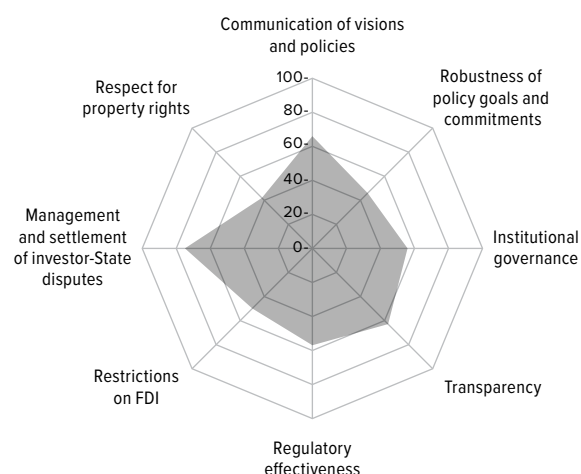 Communication of visions
and policies
Robustness of
policy goals and
commitments
Respect for
property rights
100-
80-
60-
40-
20-
0-
Management
and settlement
of investor-State
disputes
Institutional
governance
Restrictions
on FDI
Transparency
Regulatory
effectiveness